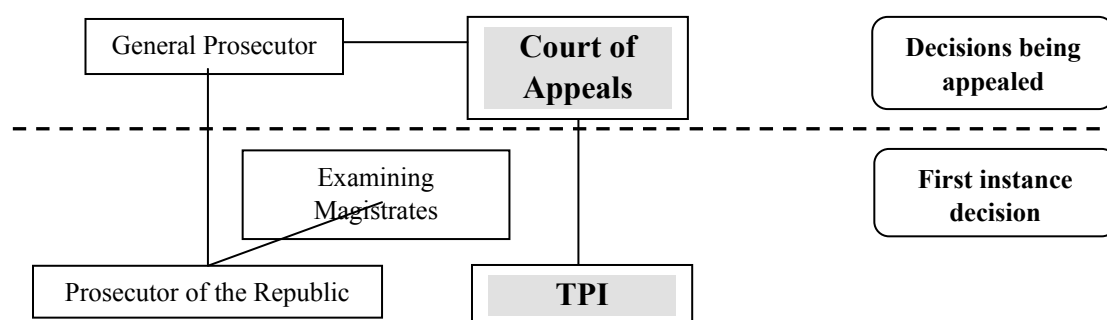 General Prosecutor
Court of
Appeals
Decisions being
appealed
Examining
Magistrates
First instance
decision
Prosecutor of the Republic
TPI